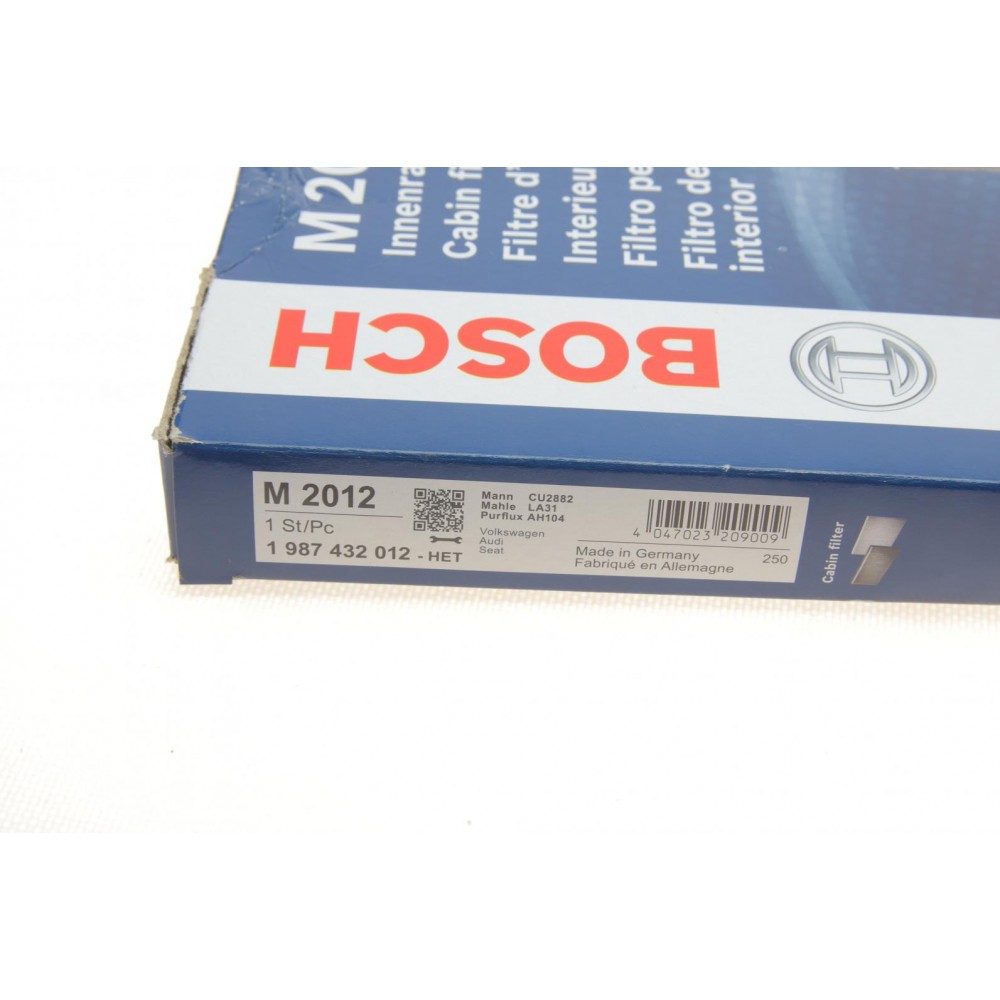 M 20
Innenra
Cabin fi
Filtre d'
Interieu
Filtro pe
Filtro de
interior
BOSCH
M 2012
1 St/Pc
1 987 432 012 - HET
Mann CU2882
Mahle LA31
Purflux AH104
Volkswagen
Audi
Seat
4 047023 209009
Made in Germany
Fabriqué en Allemagne
250
Cabin filter